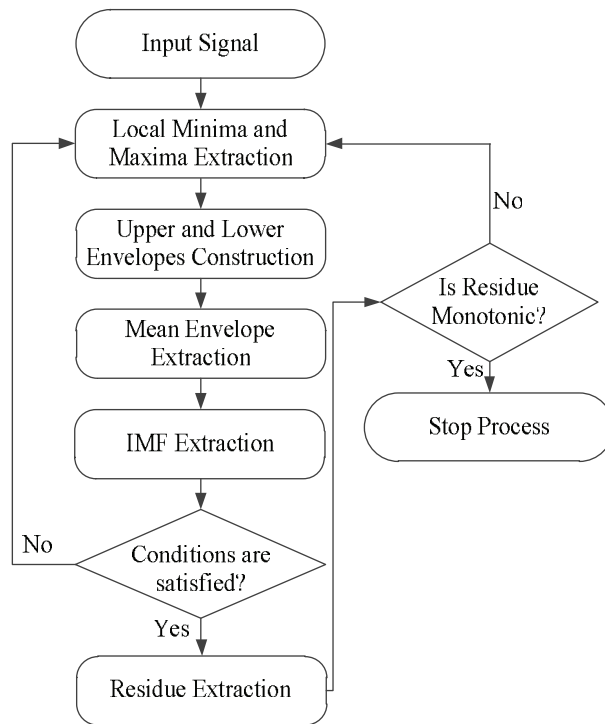 Input Signal
Local Minima and
Maxima Extraction
Upper and Lower
Envelopes Construction
Mean Envelope
Extraction
IMF Extraction
No
Conditions are
satisfied?
Yes
Residue Extraction
No
Is Residue
Monotonic?
Yes
Stop Process